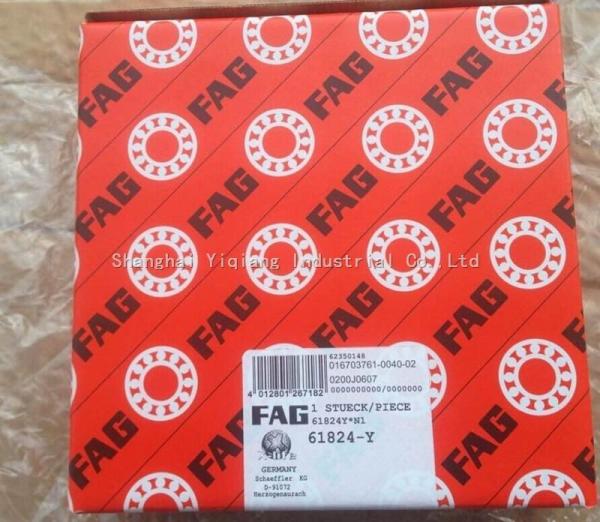 FAG FAG FAG
FAG FAG FAG
FAG FAG FAG
FAG FAG FAG
Shanghai Yiqiang Industrial Co.,Ltd
62350148
016703761-0040-02
0200J0607
0000000000/0000000
4 012801 267182
FAG 1 STUECK/PIECE
61824Y*N1
61824-Y
GERMANY
Schaeffler KG
D-91072
Herzogenaurach